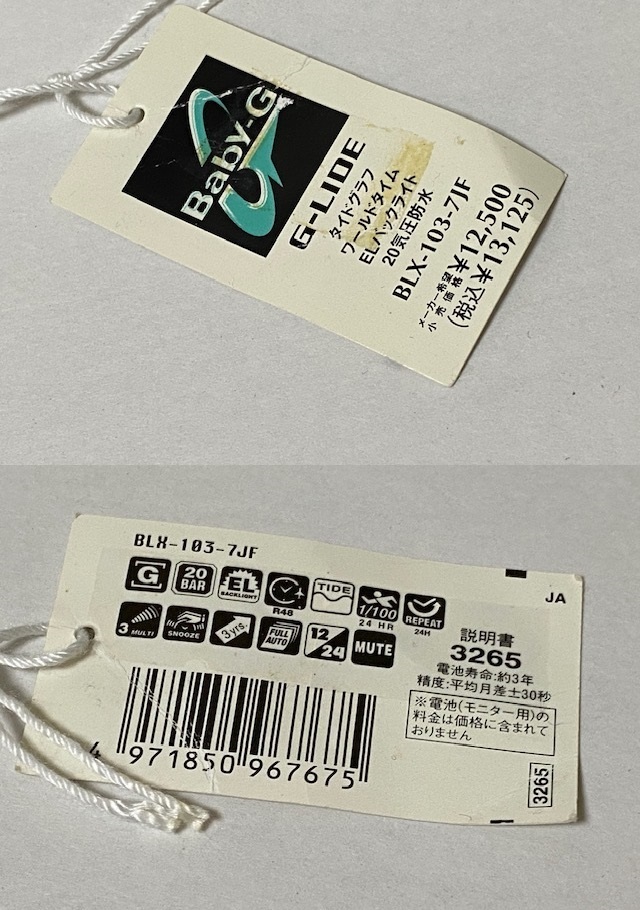 Baby-G
G-LIDE
タイドグラフ
ワールドタイム
ELバックライト
20気圧防水
BLX-103-7JF
メーカー希望
小売価格 ¥12,500
(税込¥13,125)
BLX-103-7JF
JA
G
20
BAR
EL
BACKLIGHT
R48
TIDE
1/100
24 HR
REPEAT
24H
3 MULTI
SNOOZE
3yrs.
FULL
AUTO
12/24
MUTE
説明書
3265
電池寿命:約3年
精度:平均月差±30秒
※電池(モニター用)の
料金は価格に含まれて
おりません
4 971850 967675
3265